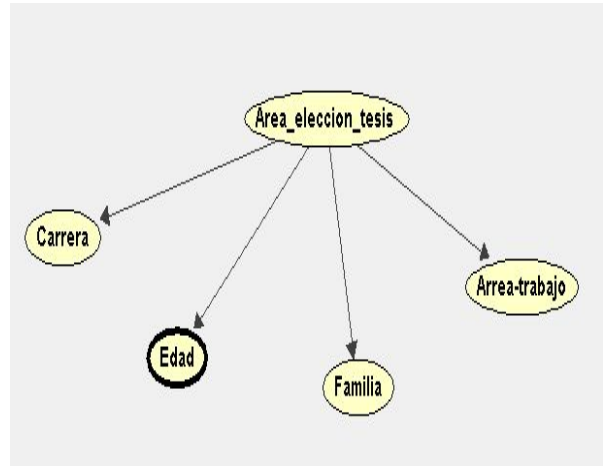 Area_eleccion_tesis
Carrera
Arrea-trabajo
Edad
Familia